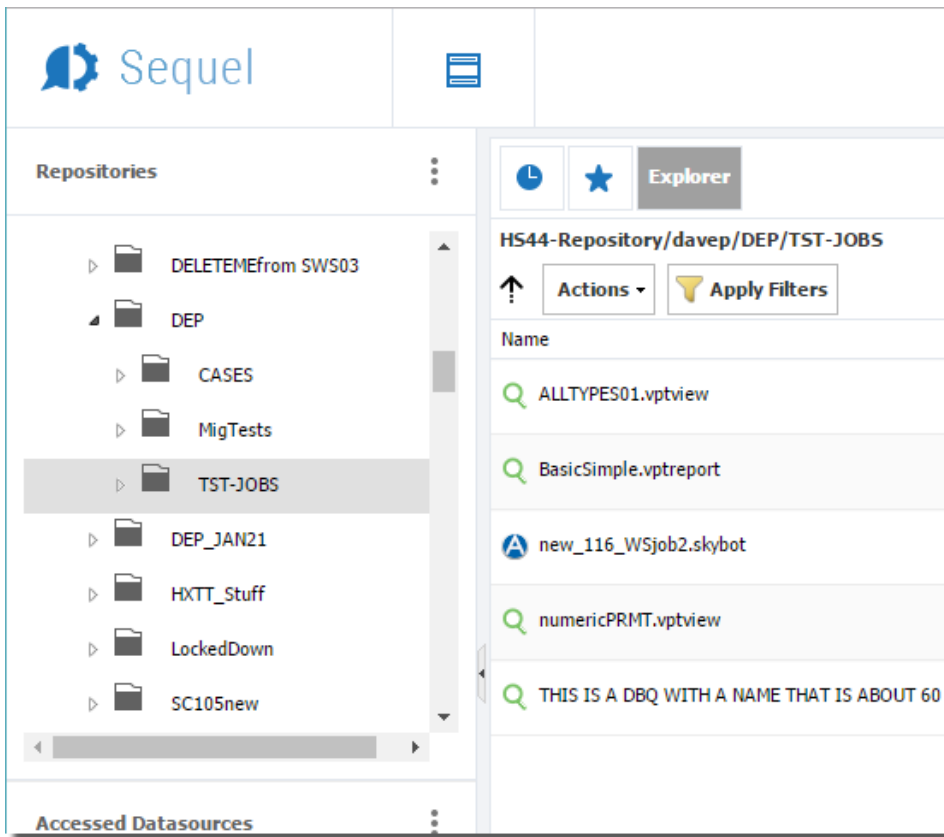 Sequel
Repositories
DELETEMEfrom SWS03
DEP
CASES
MigTests
TST-JOBS
DEP_JAN21
HXTT_Stuff
LockedDown
SC105new
Accessed Datasources
Explorer
HS44-Repository/davep/DEP/TST-JOBS
Actions
Apply Filters
Name
ALLTYPES01.vptview
BasicSimple.vptreport
new_116_WSjob2.skybot
numericPRMT.vptview
THIS IS A DBQ WITH A NAME THAT IS ABOUT 60